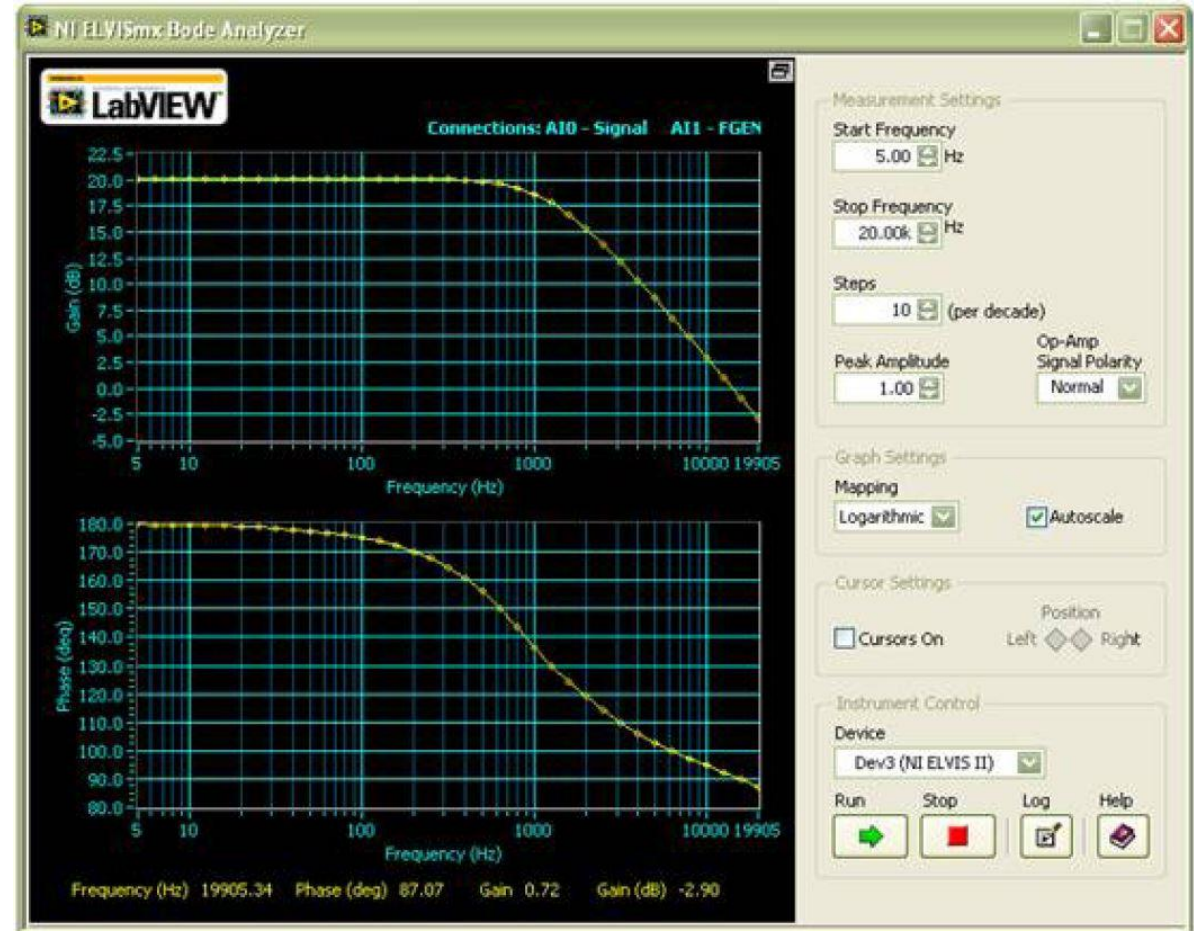 NI ELVISmx Bode Analyzer
LabVIEW
Connections: AI0 - Signal AI1 - FGEN
22.5
20.0
17.5
15.0
12.5
10.0
7.5
5.0
2.5
0.0
-2.5
-5.0
Gain (dB)
5 10 100 1000 10000 19905
Frequency (Hz)
180.0
170.0
160.0
150.0
140.0
130.0
120.0
110.0
100.0
90.0
80.0
Phase (deg)
5 10 100 1000 10000 19905
Frequency (Hz)
Frequency (Hz) 19905.34 Phase (deg) 87.07 Gain 0.72 Gain (dB) -2.90
Measurement Settings
Start Frequency
5.00 Hz
Stop Frequency
20.00k Hz
Steps
10 (per decade)
Peak Amplitude
1.00
Op-Amp
Signal Polarity
Normal
Graph Settings
Mapping
Logarithmic Autoscale
Cursor Settings
Position
Cursors On Left Right
Instrument Control
Device
Dev3 (NI ELVIS II)
Run Stop Log Help